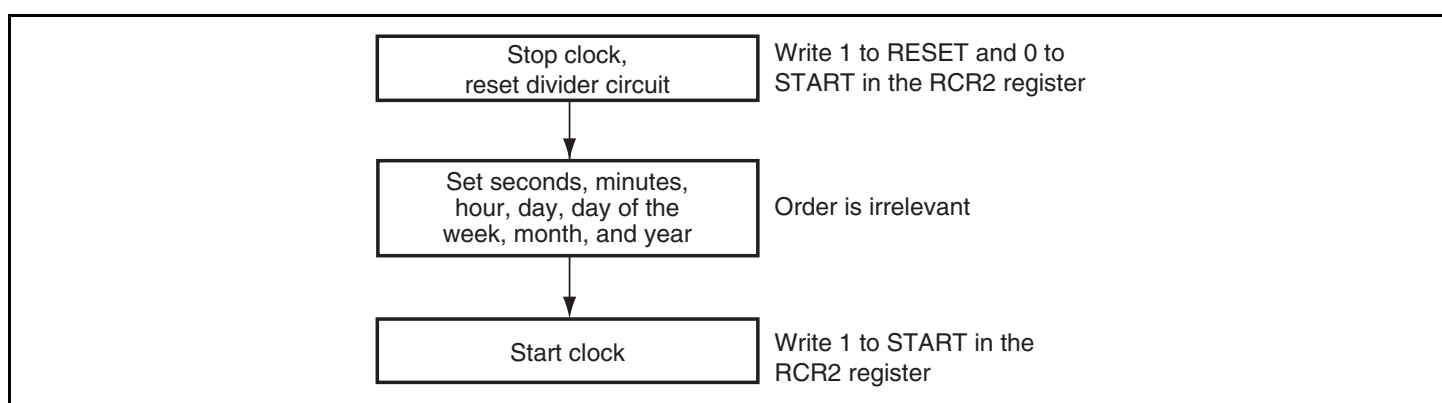 Stop clock,
reset divider circuit
Write 1 to RESET and 0 to
START in the RCR2 register
Set seconds, minutes,
hour, day, day of the
week, month, and year
Order is irrelevant
Start clock
Write 1 to START in the
RCR2 register